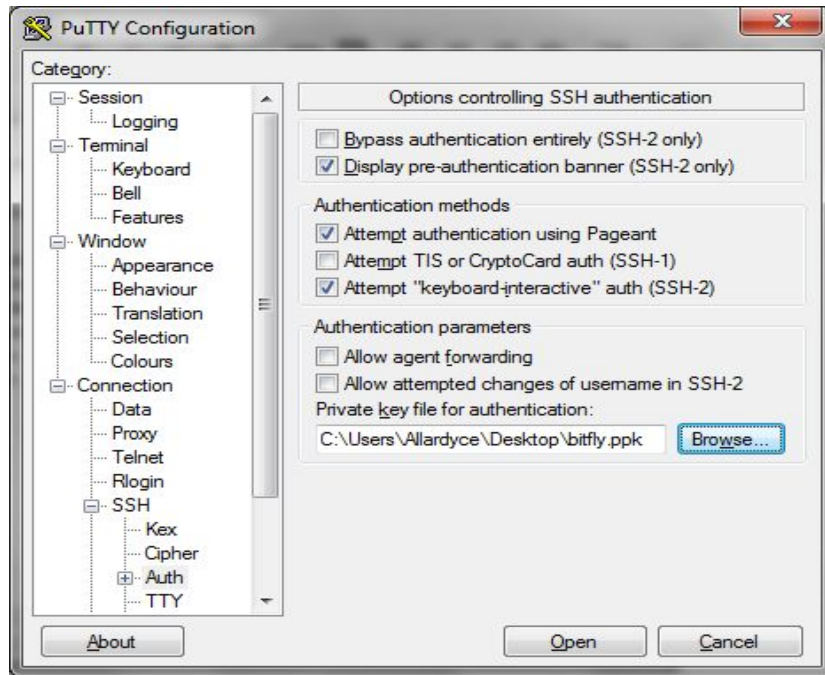 PuTTY Configuration
Category:
Session
Logging
Terminal
Keyboard
Bell
Features
Window
Appearance
Behaviour
Translation
Selection
Colours
Connection
Data
Proxy
Telnet
Rlogin
SSH
Kex
Cipher
Auth
TTY
Options controlling SSH authentication
Bypass authentication entirely (SSH-2 only)
Display pre-authentication banner (SSH-2 only)
Authentication methods
Attempt authentication using Pageant
Attempt TIS or CryptoCard auth (SSH-1)
Attempt "keyboard-interactive" auth (SSH-2)
Authentication parameters
Allow agent forwarding
Allow attempted changes of username in SSH-2
Private key file for authentication:
C:\Users\Allardyce\Desktop\bitfly.ppk Browse...
About Open Cancel